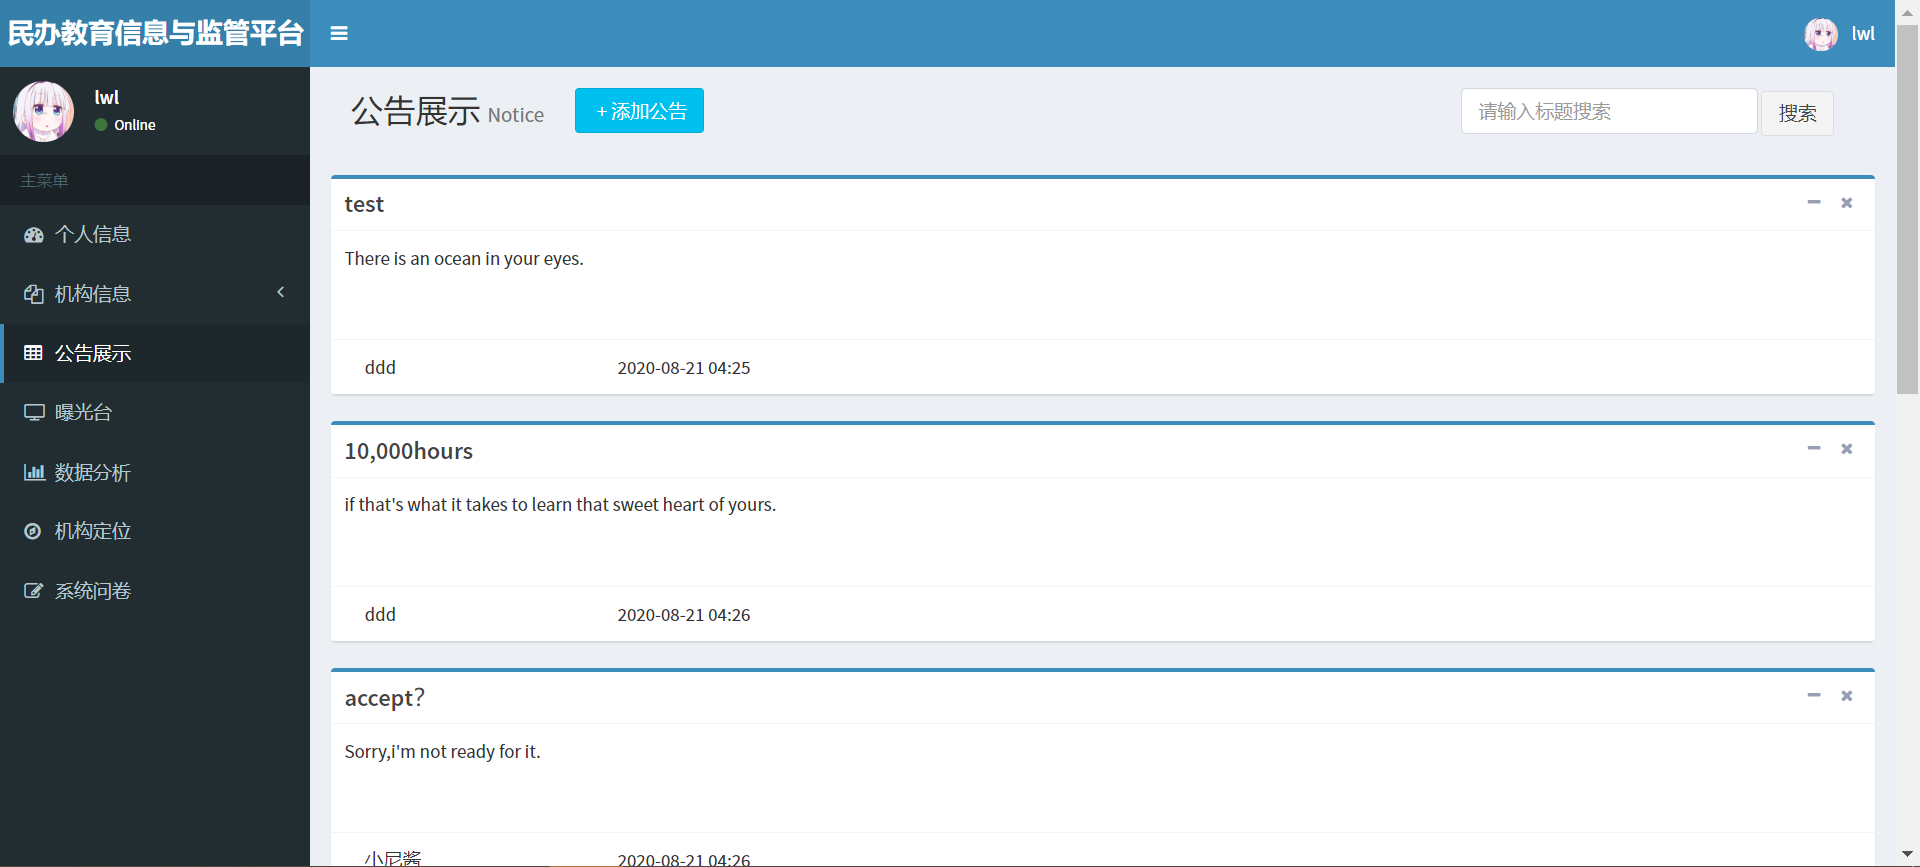 民办教育信息与监管平台
lwl
lwl
Online
主菜单
个人信息
机构信息
公告展示
曝光台
数据分析
机构定位
系统问卷
公告展示 Notice
+ 添加公告
请输入标题搜索
搜索
test
There is an ocean in your eyes.
ddd 2020-08-21 04:25
10,000hours
if that's what it takes to learn that sweet heart of yours.
ddd 2020-08-21 04:26
accept？
Sorry,i'm not ready for it.
小尼酱 2020-08-21 04:26